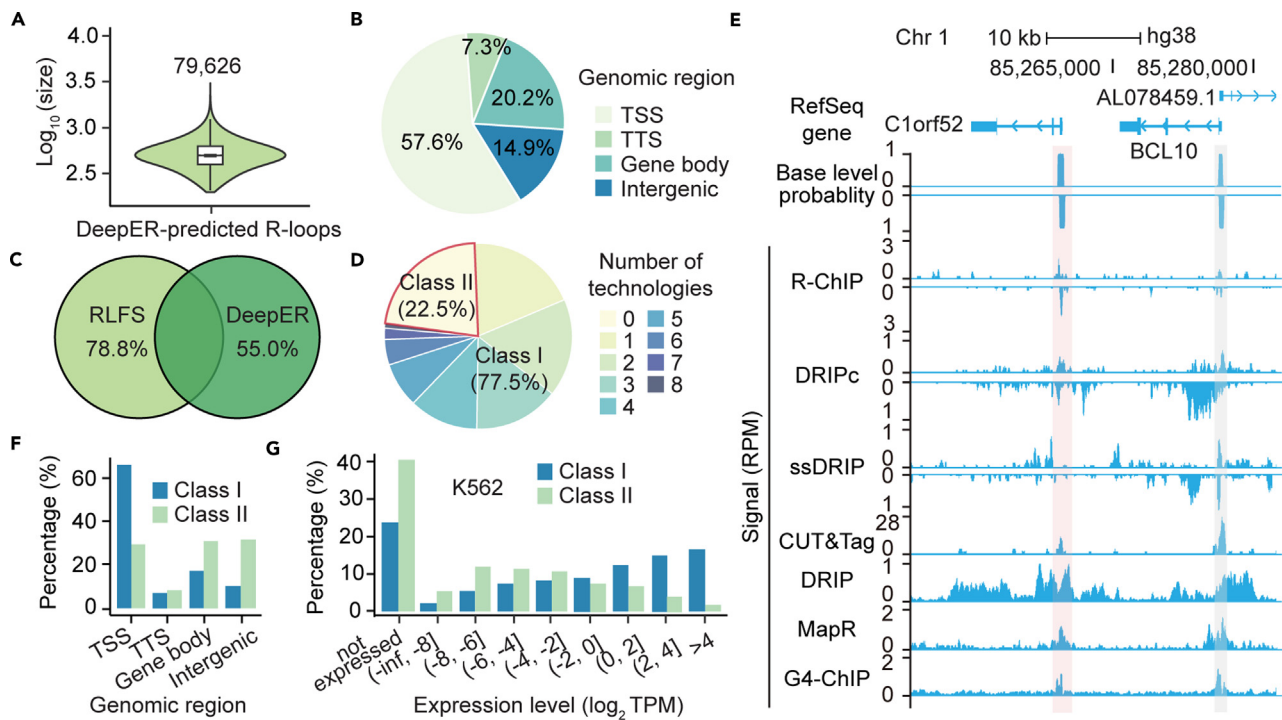 A
4.0
3.5
3.0
2.5
Log10 (size)
79,626
DeepER-predicted R-loops
B
7.3%
20.2%
57.6%
14.9%
Genomic region
TSS
TTS
Gene body
Intergenic
C
RLFS
78.8%
DeepER
55.0%
D
Class II
(22.5%)
Class I
(77.5%)
Number of
technologies
0 5
1 6
2 7
3 8
4
E
Chr 1 10 kb hg38
85,265,000 85,280,000
AL078459.1
RefSeq
gene
C1orf52
BCL10
Base level
probablity
1
0
0
1
Signal (RPM)
R-ChIP
3
0
0
3
DRIPc
1
0
0
1
ssDRIP
1
0
0
1
CUT&Tag
28
0
DRIP
1
0
MapR
1
0
G4-ChIP
2
0
F
Percentage (%)
60
40
20
0
Class I
Class II
TSS
TTS
Gene body
Intergenic
Genomic region
G
Percentage (%)
40
30
20
10
0
K562
Class I
Class II
not
expressed
(-inf, -8]
(-8, -6]
(-6, -4]
(-4, -2]
(-2, 0]
(0, 2]
(2, 4]
>4
Expression level (log2 TPM)